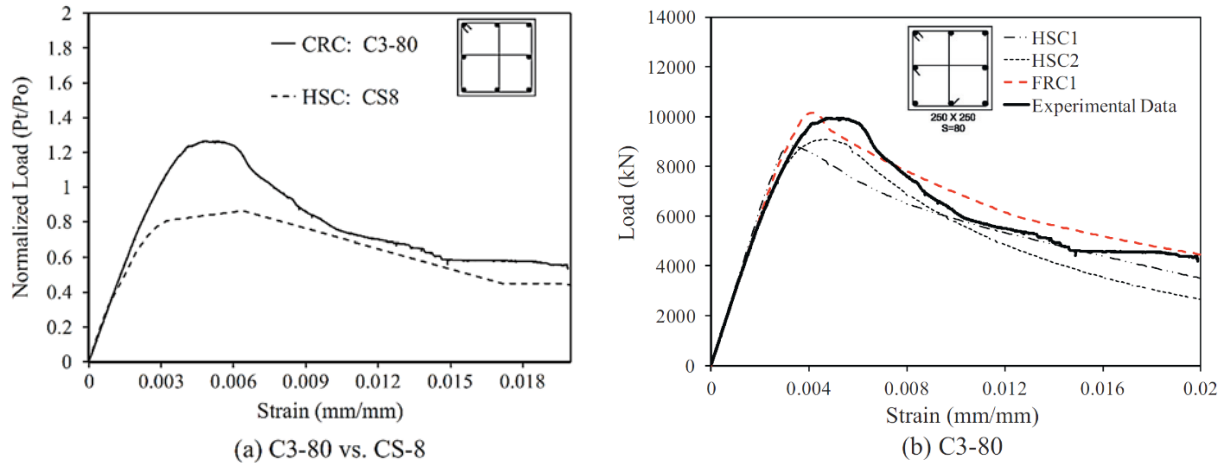 Normalized Load (Pt/Po)
2
1.8
1.6
1.4
1.2
1
0.8
0.6
0.4
0.2
0
CRC: C3-80
HSC: CS8
0 0.003 0.006 0.009 0.012 0.015 0.018
Strain (mm/mm)
(a) C3-80 vs. CS-8
Load (kN)
14000
12000
10000
8000
6000
4000
2000
0
250 X 250
S=80
HSC1
HSC2
FRC1
Experimental Data
0 0.004 0.008 0.012 0.016 0.02
Strain (mm/mm)
(b) C3-80